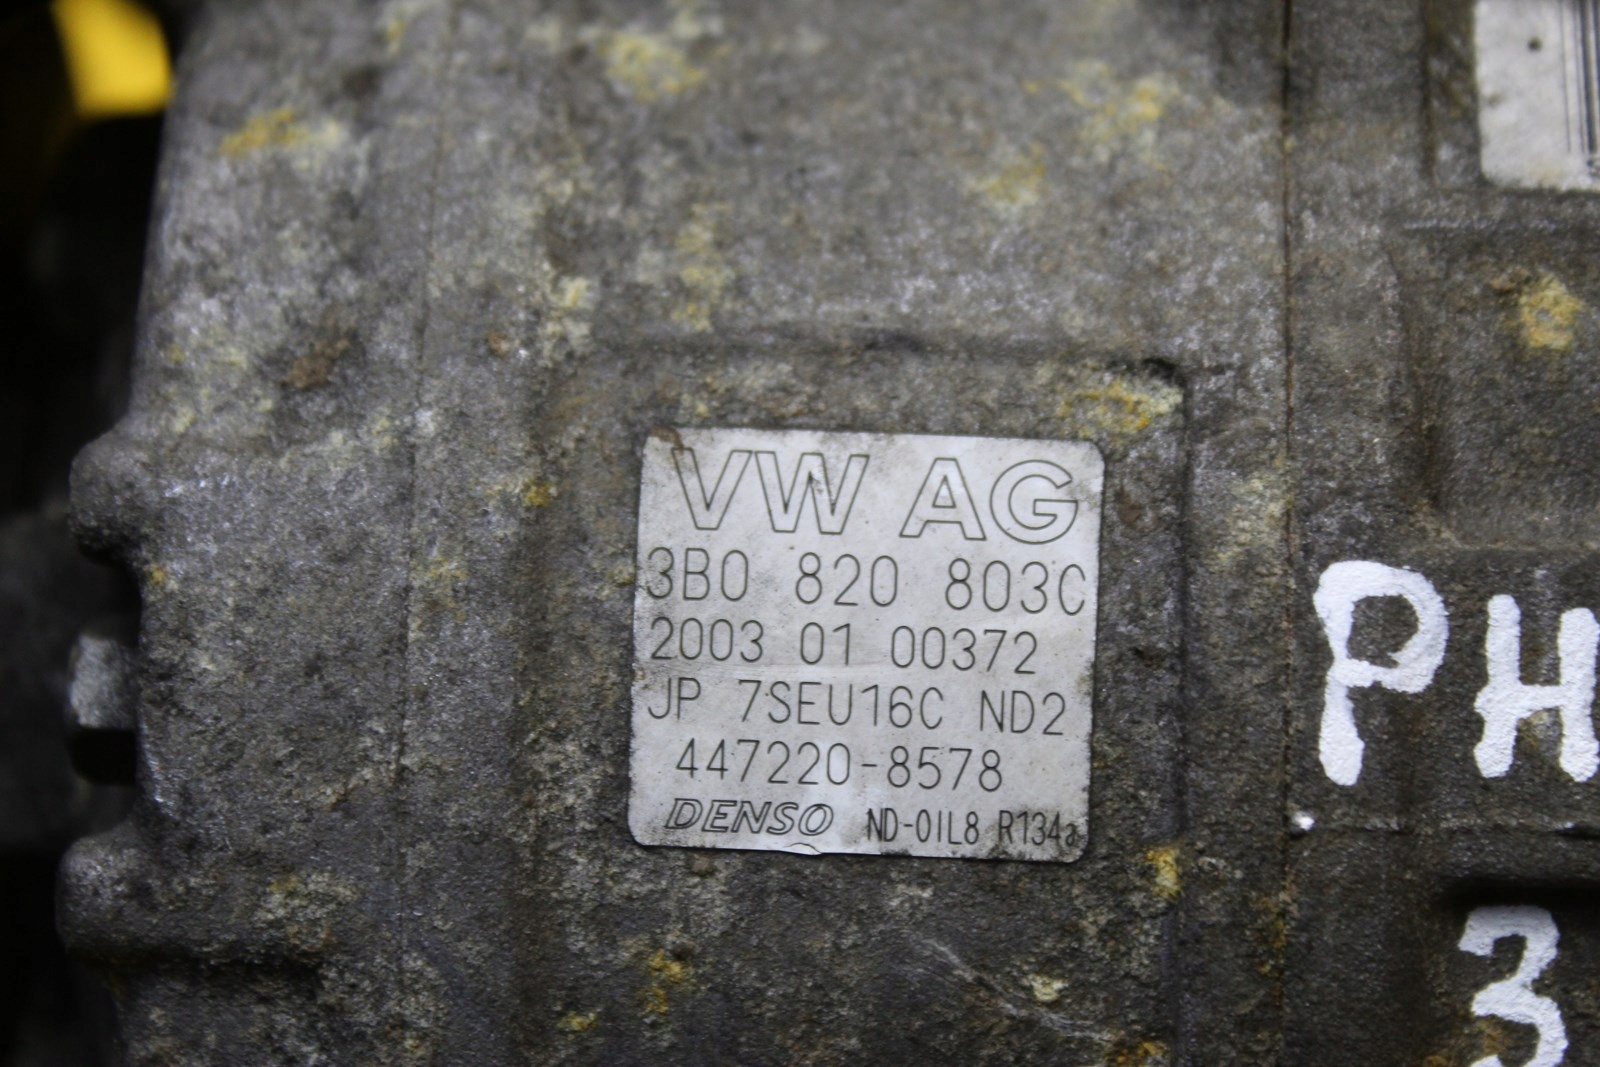 VW AG
3B0 820 803C
2003 01 00372
JP 7SEU16C ND2
447220-8578
DENSO ND-OIL8 R134a
PH
3